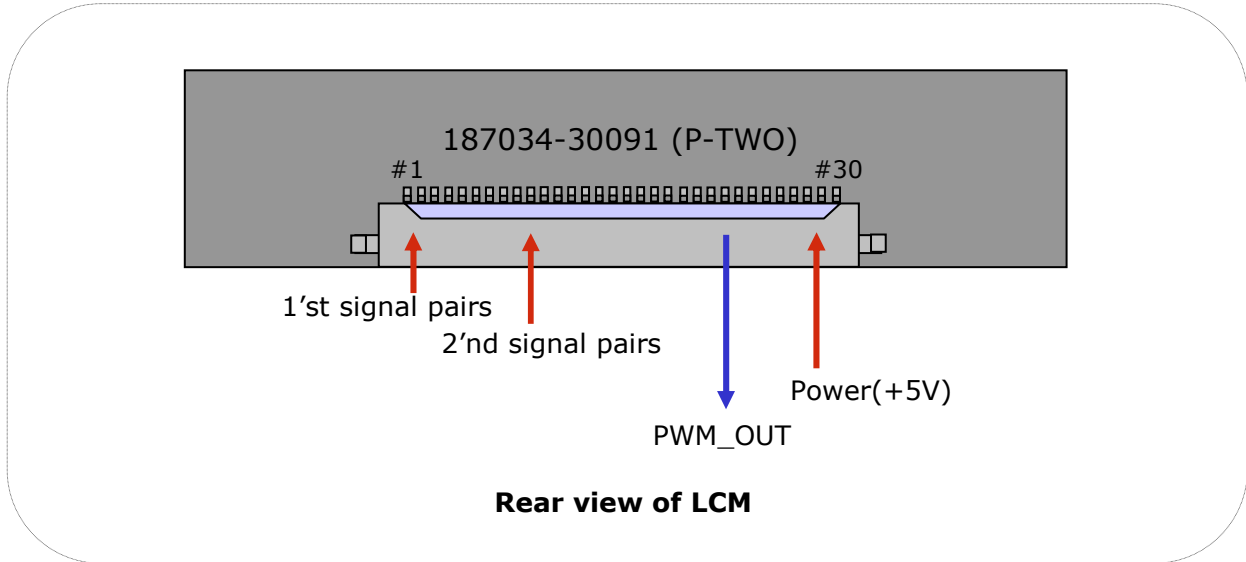 187034-30091 (P-TWO)
#1 #30
1’st signal pairs
2’nd signal pairs
Power(+5V)
PWM_OUT
Rear view of LCM